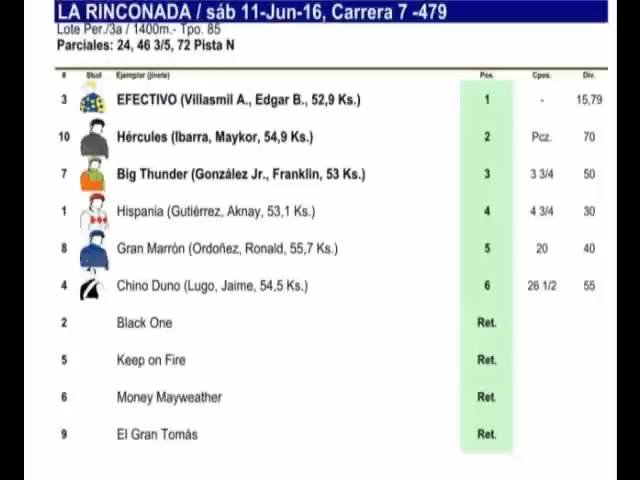 LA RINCONADA / sáb 11-Jun-16, Carrera 7 -479
Lote Per./3a / 1400m.- Tpo. 85
Parciales: 24, 46 3/5, 72 Pista N
# Stud Ejemplar (jinete) Pos. Cpos. Div.
3 EFECTIVO (Villasmil A., Edgar B., 52,9 Ks.) 1 - 15,79
10 Hércules (Ibarra, Maykor, 54,9 Ks.) 2 Pcz. 70
7 Big Thunder (González Jr., Franklin, 53 Ks.) 3 3 3/4 50
1 Hispania (Gutiérrez, Aknay, 53,1 Ks.) 4 4 3/4 30
8 Gran Marrón (Ordoñez, Ronald, 55,7 Ks.) 5 20 40
4 Chino Duno (Lugo, Jaime, 54,5 Ks.) 6 26 1/2 55
2 Black One Ret.
5 Keep on Fire Ret.
6 Money Mayweather Ret.
9 El Gran Tomás Ret.